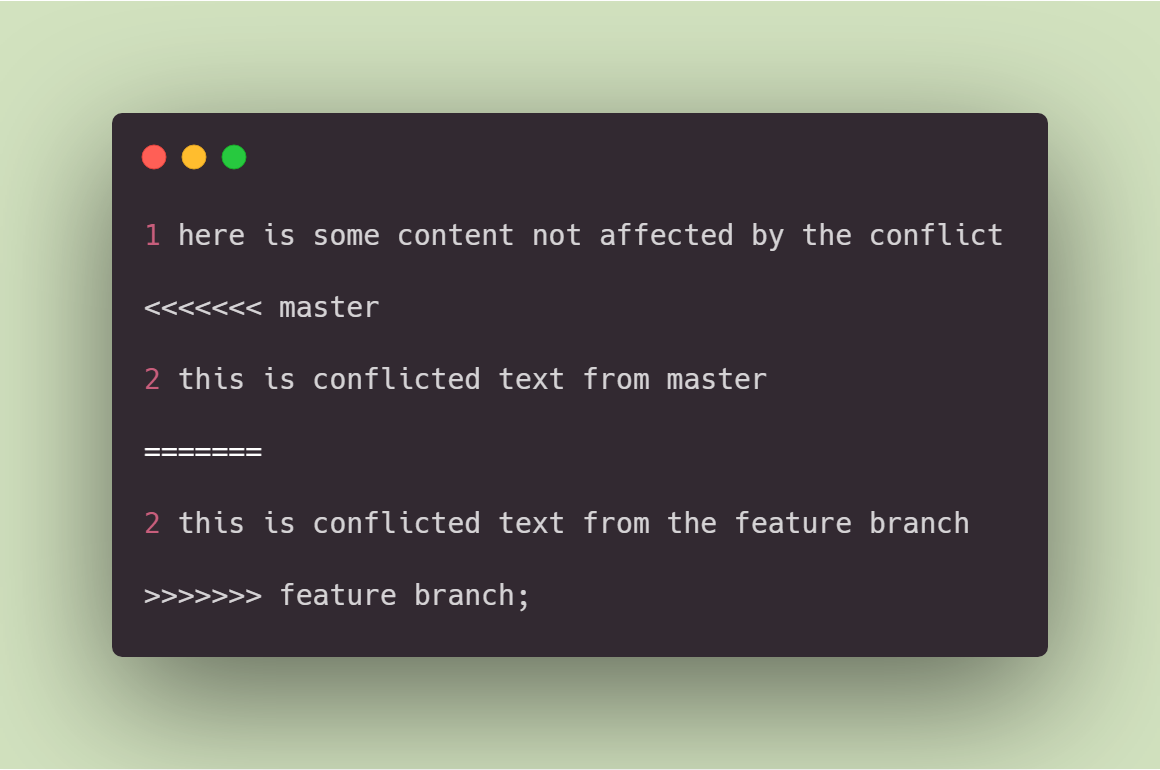 1 here is some content not affected by the conflict
<<<<<<< master
2 this is conflicted text from master
=======
2 this is conflicted text from the feature branch
>>>>>>> feature branch;